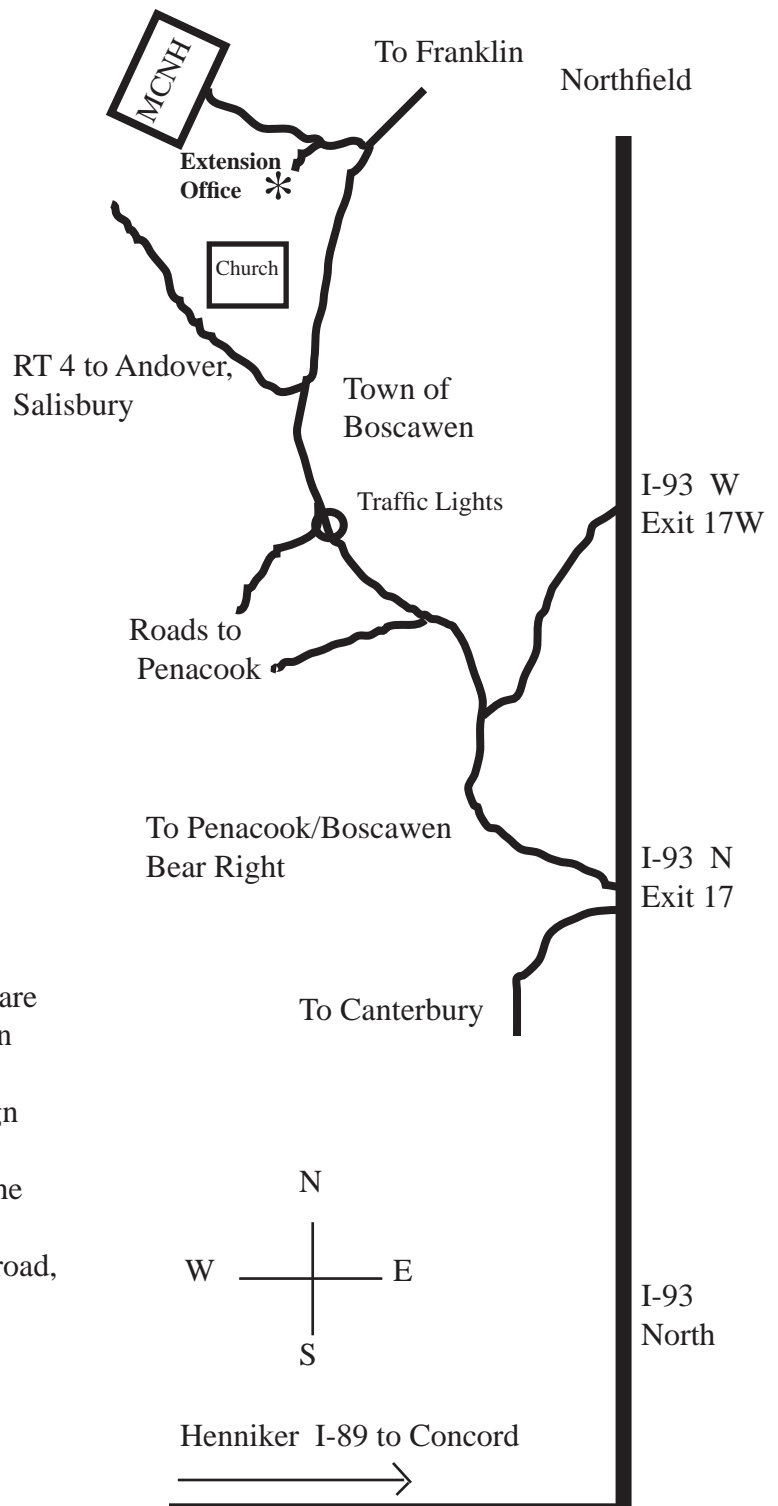 To Franklin
Northfield
MCNH
Extension
Office *
Church
RT 4 to Andover,
Salisbury
Town of
Boscawen
I-93 W
Exit 17W
Traffic Lights
Roads to
Penacook
To Penacook/Boscawen
Bear Right
I-93 N
Exit 17
are
n
To Canterbury
gn
he
road,
N
W
E
S
I-93
North
Henniker I-89 to Concord